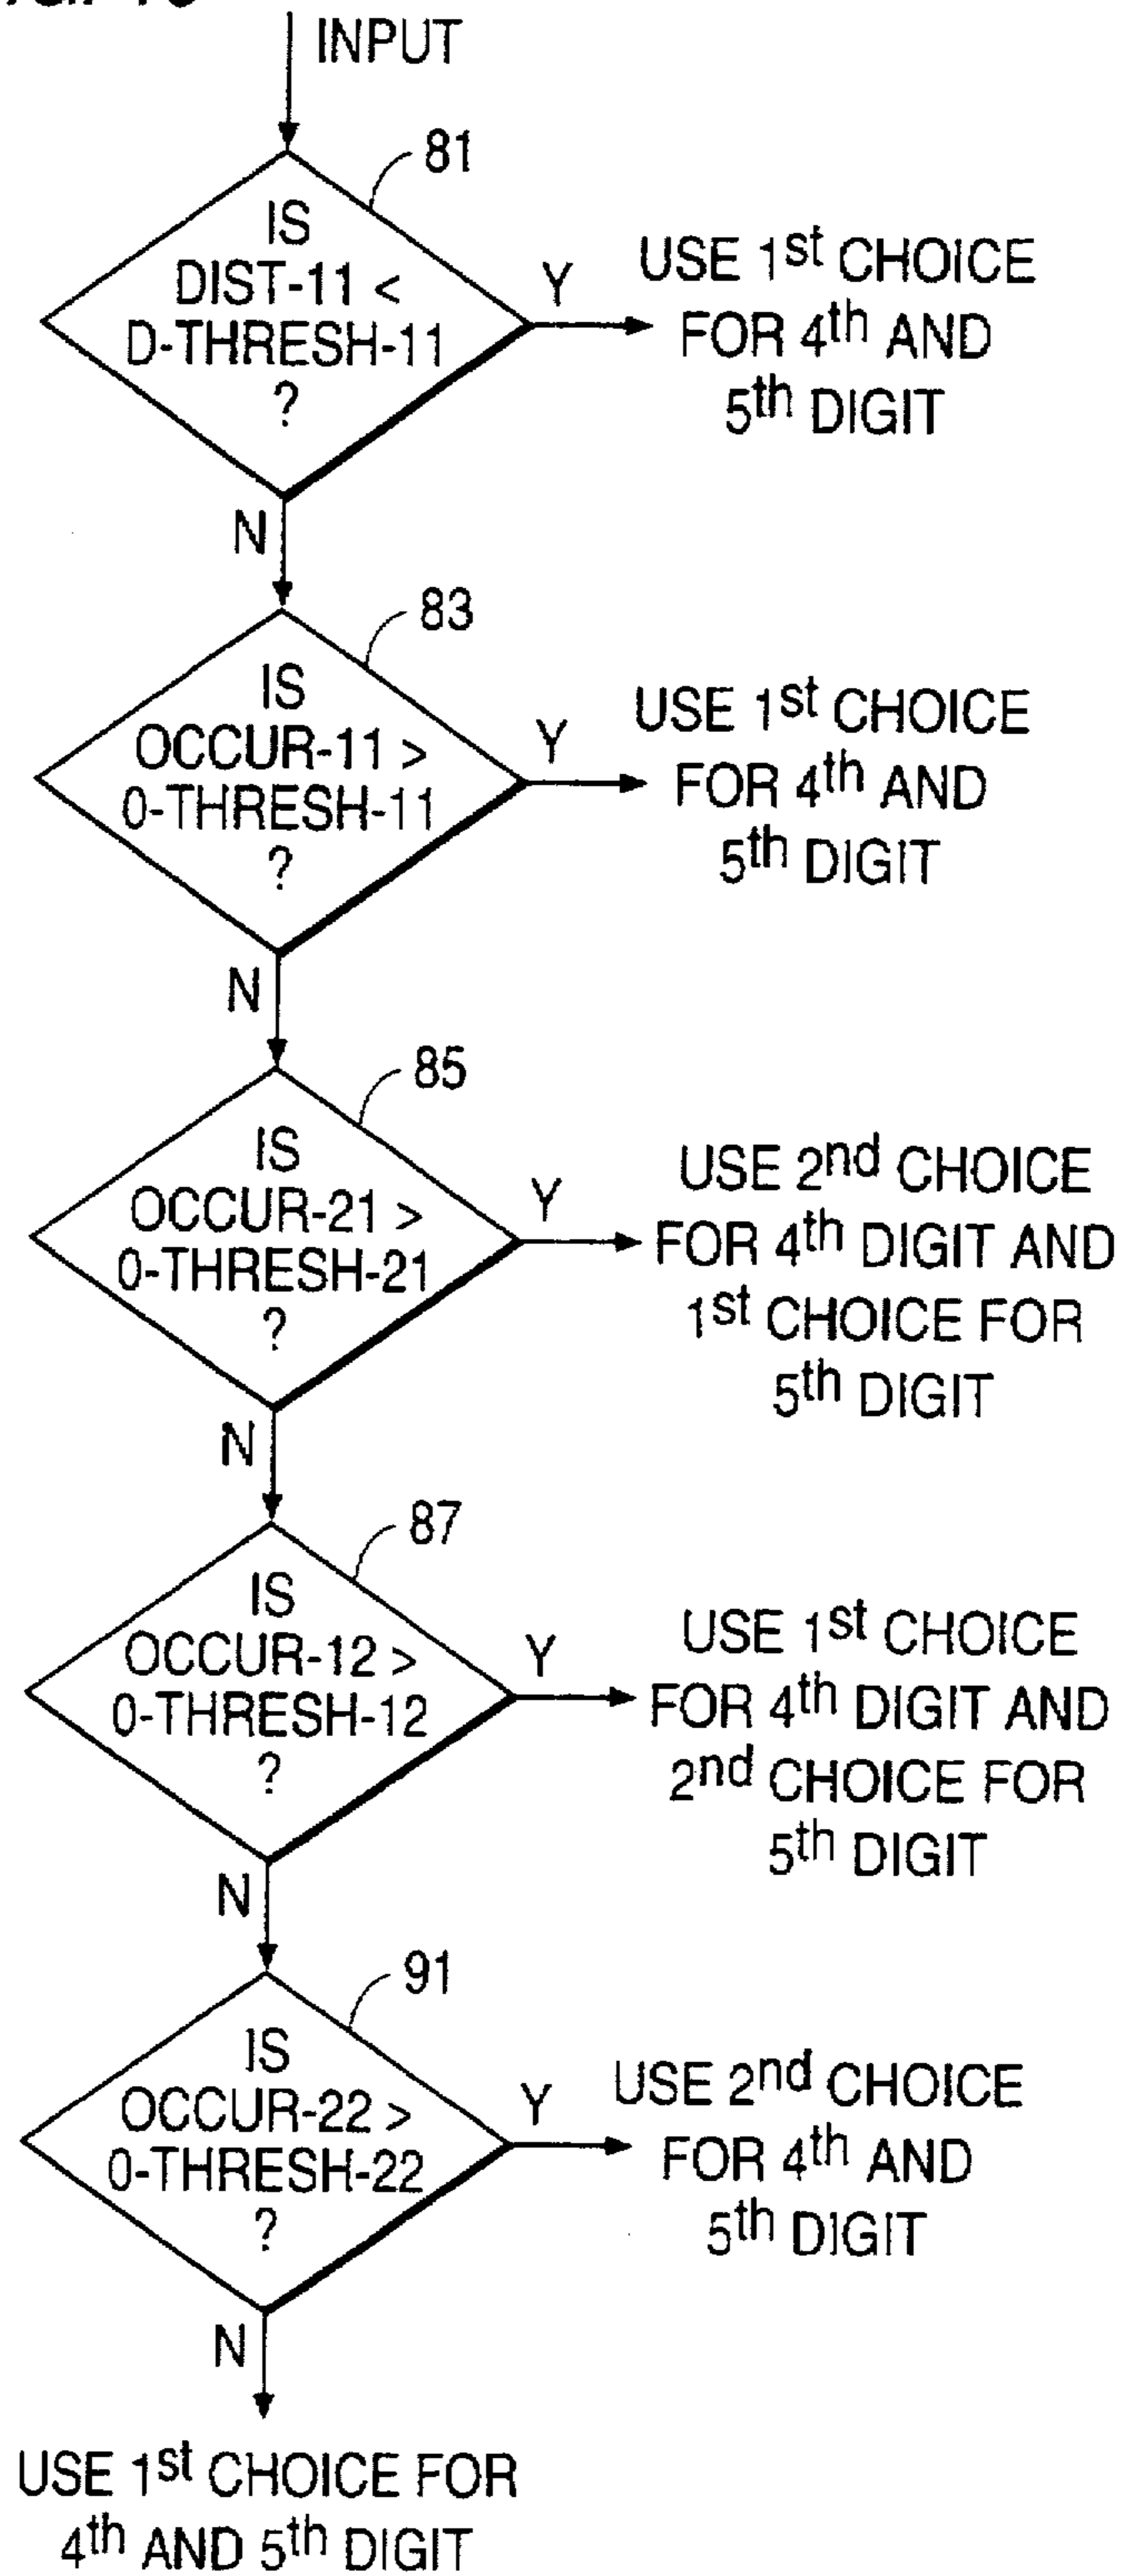 INPUT
81
IS
DIST-11 <
D-THRESH-11
?
Y
USE 1st CHOICE
FOR 4th AND
5th DIGIT
N
83
IS
OCCUR-11 >
0-THRESH-11
?
Y
USE 1st CHOICE
FOR 4th AND
5th DIGIT
N
85
IS
OCCUR-21 >
0-THRESH-21
?
Y
USE 2nd CHOICE
FOR 4th DIGIT AND
1st CHOICE FOR
5th DIGIT
N
87
IS
OCCUR-12 >
0-THRESH-12
?
Y
USE 1st CHOICE
FOR 4th DIGIT AND
2nd CHOICE FOR
5th DIGIT
N
91
IS
OCCUR-22 >
0-THRESH-22
?
Y
USE 2nd CHOICE
FOR 4th AND
5th DIGIT
N
USE 1st CHOICE FOR
4th AND 5th DIGIT